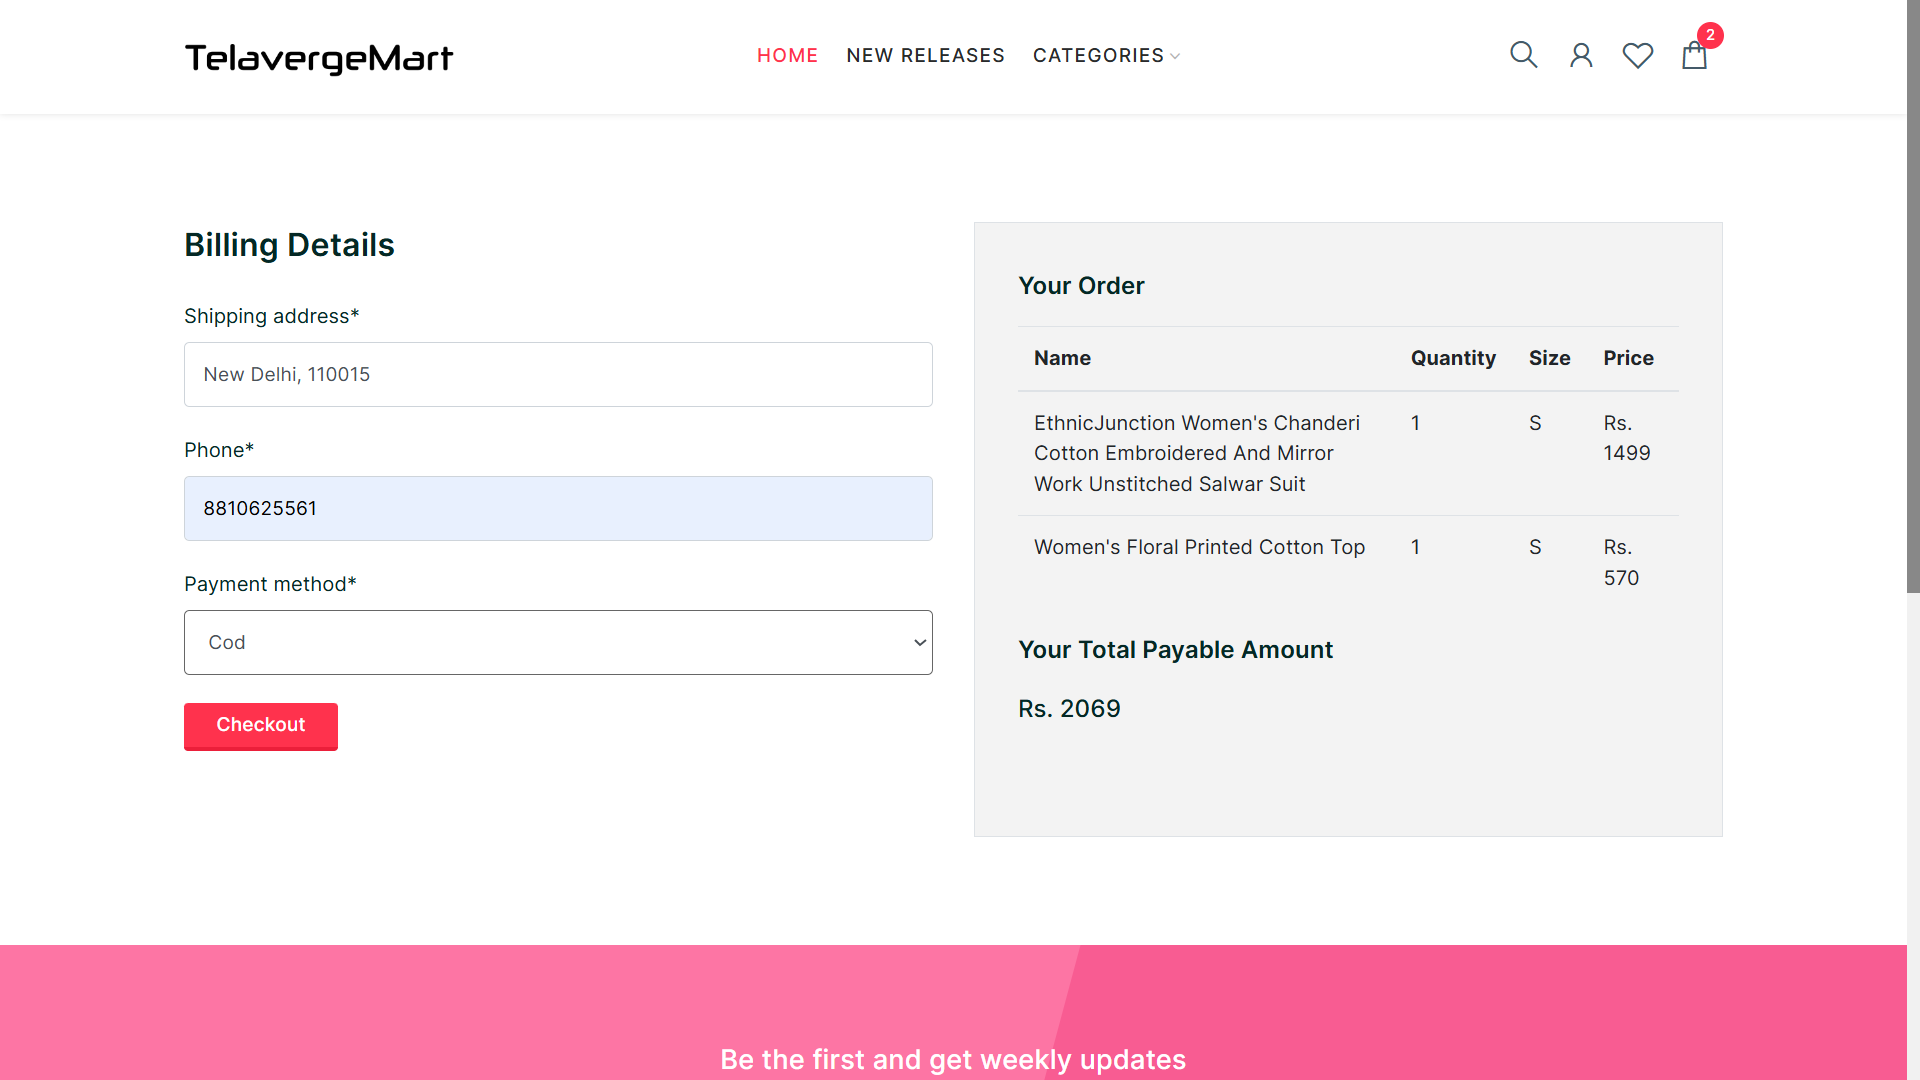 TelavergeMart
HOME NEW RELEASES CATEGORIES
2
Billing Details
Shipping address*
New Delhi, 110015
Phone*
8810625561
Payment method*
Cod
Checkout
Your Order
Name Quantity Size Price
EthnicJunction Women's Chanderi 1 S Rs.
Cotton Embroidered And Mirror 1499
Work Unstitched Salwar Suit
Women's Floral Printed Cotton Top 1 S Rs.
570
Your Total Payable Amount
Rs. 2069
Be the first and get weekly updates